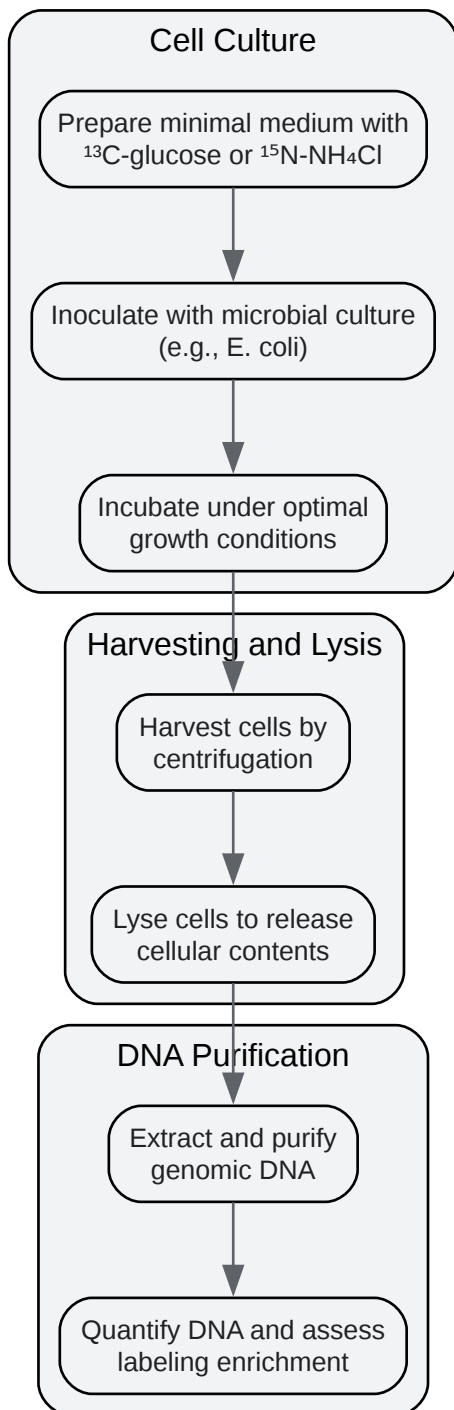 Cell Culture
Prepare minimal medium with
¹³C-glucose or ¹⁵N-NH₄Cl
Inoculate with microbial culture
(e.g., E. coli)
Incubate under optimal
growth conditions
Harvesting and Lysis
Harvest cells by
centrifugation
Lyse cells to release
cellular contents
DNA Purification
Extract and purify
genomic DNA
Quantify DNA and assess
labeling enrichment